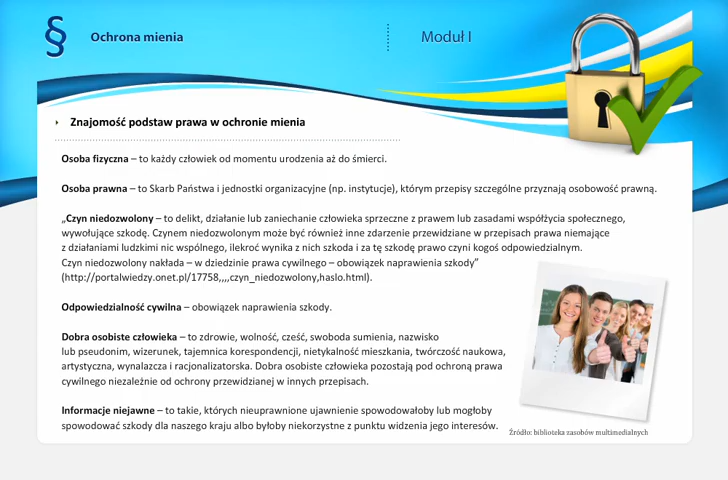 §
Ochrona mienia
Moduł I
Znajomość podstaw prawa w ochronie mienia
Osoba fizyczna – to każdy człowiek od momentu urodzenia aż do śmierci.
Osoba prawna – to Skarb Państwa i jednostki organizacyjne (np. instytucje), którym przepisy szczególne przyznają osobowość prawną.
„Czyn niedozwolony – to delikt, działanie lub zaniechanie człowieka sprzeczne z prawem lub zasadami współżycia społecznego,
wywołujące szkodę. Czynem niedozwolonym może być również inne zdarzenie przewidziane w przepisach prawa niemające
z działaniami ludzkimi nic wspólnego, ilekroć wynika z nich szkoda i za tę szkodę prawo czyni kogoś odpowiedzialnym.
Czyn niedozwolony nakłada – w dziedzinie prawa cywilnego – obowiązek naprawienia szkody”
(http://portalwiedzy.onet.pl/17758,,,,czyn_niedozwolony,haslo.html).
Odpowiedzialność cywilna – obowiązek naprawienia szkody.
Dobra osobiste człowieka – to zdrowie, wolność, cześć, swoboda sumienia, nazwisko
lub pseudonim, wizerunek, tajemnica korespondencji, nietykalność mieszkania, twórczość naukowa,
artystyczna, wynalazcza i racjonalizatorska. Dobra osobiste człowieka pozostają pod ochroną prawa
cywilnego niezależnie od ochrony przewidzianej w innych przepisach.
Informacje niejawne – to takie, których nieuprawnione ujawnienie spowodowałoby lub mogłoby
spowodować szkody dla naszego kraju albo byłoby niekorzystne z punktu widzenia jego interesów.
Źródło: biblioteka zasobów multimedialnych